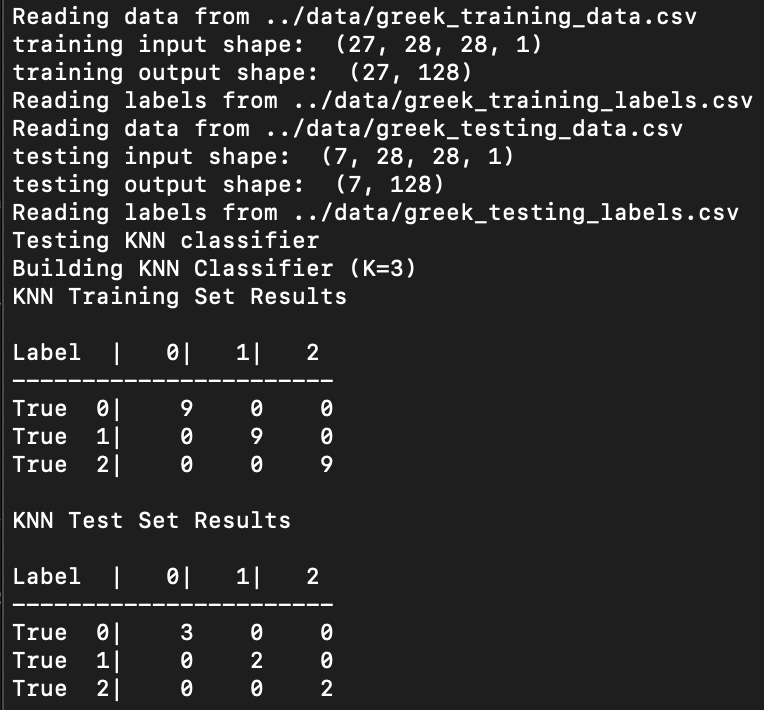 Reading data from ../data/greek_training_data.csv
training input shape:  (27, 28, 28, 1)
training output shape:  (27, 128)
Reading labels from ../data/greek_training_labels.csv
Reading data from ../data/greek_testing_data.csv
testing input shape:  (7, 28, 28, 1)
testing output shape:  (7, 128)
Reading labels from ../data/greek_testing_labels.csv
Testing KNN classifier
Building KNN Classifier (K=3)
KNN Training Set Results

Label  |   0|   1|   2
-----------------------
True  0|    9    0    0
True  1|    0    9    0
True  2|    0    0    9

KNN Test Set Results

Label  |   0|   1|   2
-----------------------
True  0|    3    0    0
True  1|    0    2    0
True  2|    0    0    2